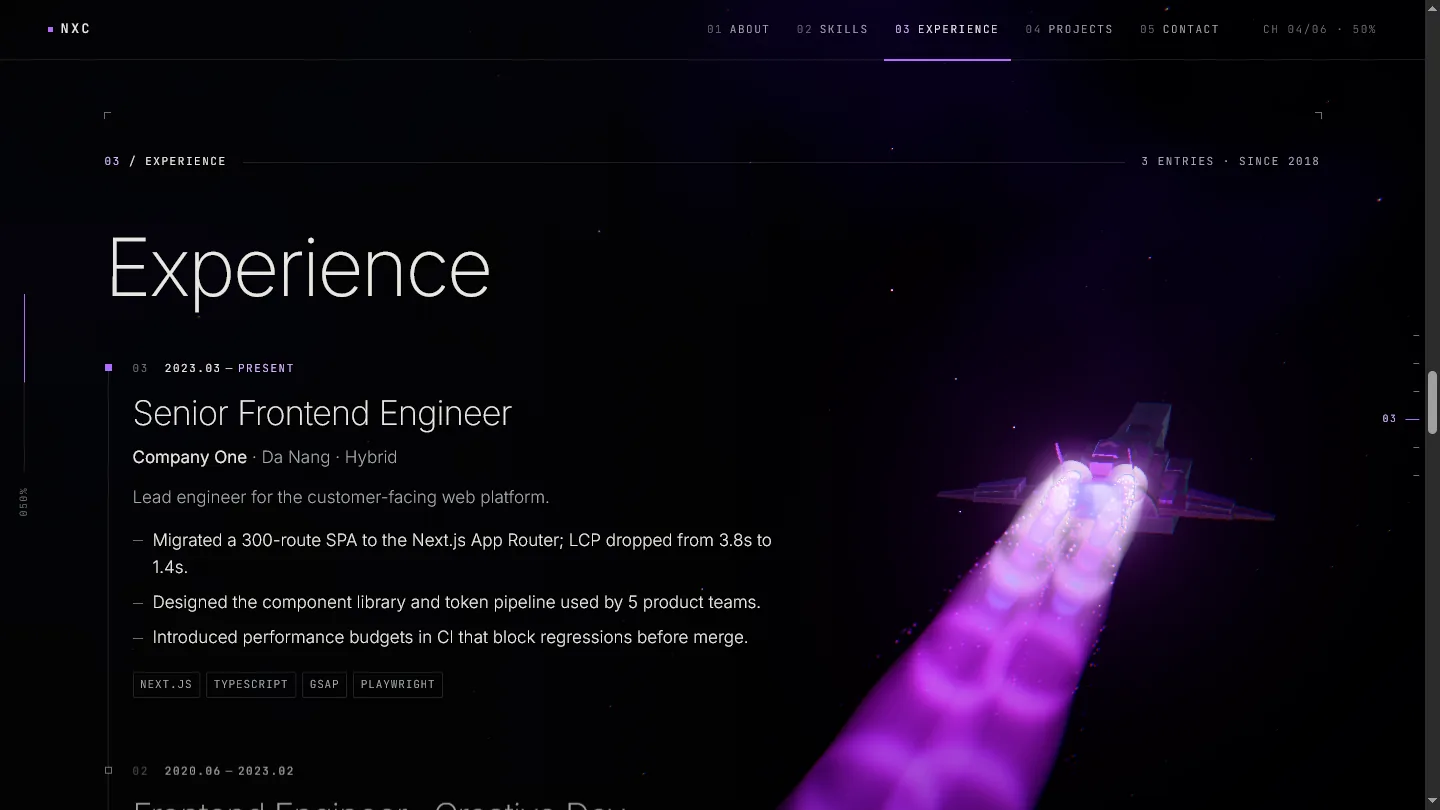 NXC
01 ABOUT
02 SKILLS
03 EXPERIENCE
04 PROJECTS
05 CONTACT
CH 04/06 · 50%
03 / EXPERIENCE
3 ENTRIES · SINCE 2018
Experience
03 2023.03 — PRESENT
Senior Frontend Engineer
Company One · Da Nang · Hybrid
Lead engineer for the customer-facing web platform.
— Migrated a 300-route SPA to the Next.js App Router; LCP dropped from 3.8s to
1.4s.
— Designed the component library and token pipeline used by 5 product teams.
— Introduced performance budgets in CI that block regressions before merge.
NEXT.JS
TYPESCRIPT
GSAP
PLAYWRIGHT
02 2020.06 — 2023.02
Frontend Engineer, Creative Dev
03
050%